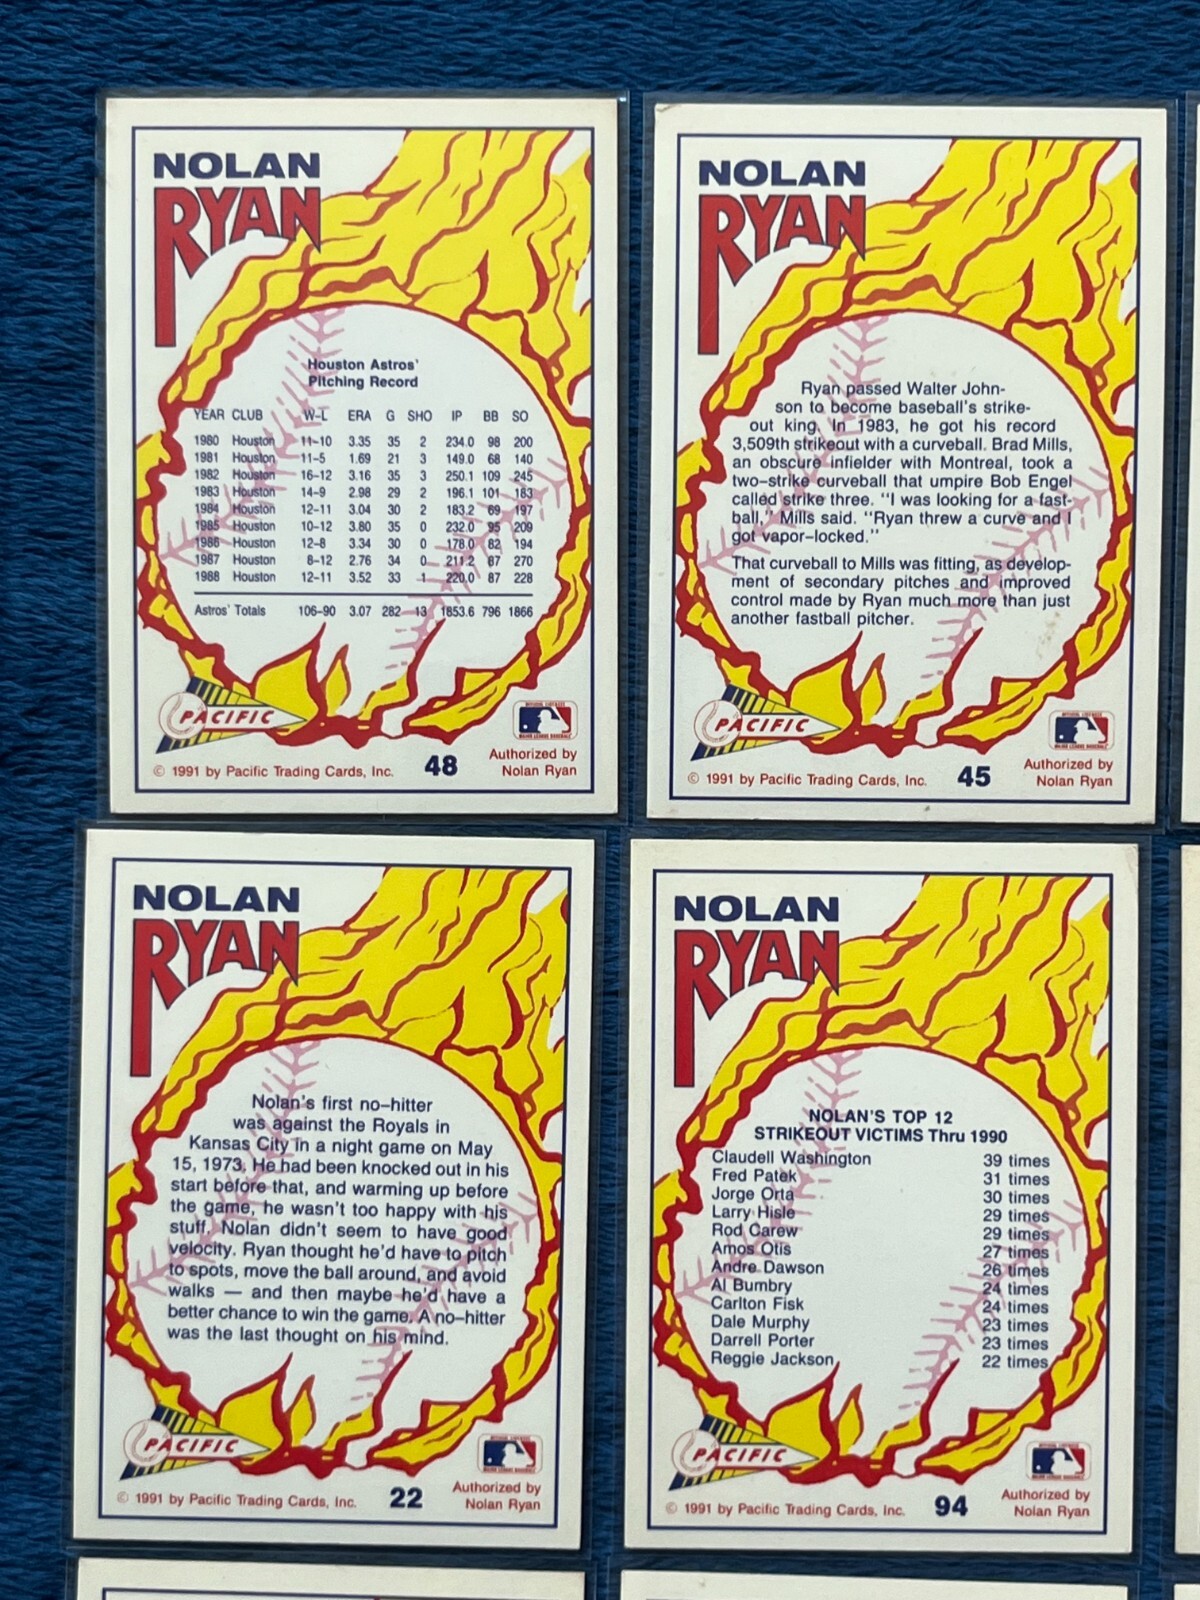 NOLAN
RYAN
Houston Astros'
Pitching Record
YEAR CLUB W-L ERA G SHO IP BB SO
1980 Houston 11-10 3.35 35 2 234.0 98 200
1981 Houston 11-5 1.69 21 3 149.0 68 140
1982 Houston 16-12 3.16 35 3 250.1 109 245
1983 Houston 14-9 2.98 29 2 196.1 101 183
1984 Houston 12-11 3.04 30 2 183.2 69 197
1985 Houston 10-12 3.80 35 0 232.0 95 209
1986 Houston 12-8 3.34 30 0 178.0 82 194
1987 Houston 8-12 2.76 34 0 211.2 87 270
1988 Houston 12-11 3.52 33 1 220.0 87 228
Astros' Totals 106-90 3.07 282 13 1853.6 796 1866
PACIFIC
© 1991 by Pacific Trading Cards, Inc.
48
Authorized by
Nolan Ryan
NOLAN
RYAN
Ryan passed Walter John-
son to become baseball's strike-
out king. In 1983, he got his record
3,509th strikeout with a curveball. Brad Mills,
an obscure infielder with Montreal, took a
two-strike curveball that umpire Bob Engel
called strike three. "I was looking for a fast-
ball," Mills said. "Ryan threw a curve and I
got vapor-locked."
That curveball to Mills was fitting, as develop-
ment of secondary pitches and improved
control made by Ryan much more than just
another fastball pitcher.
PACIFIC
© 1991 by Pacific Trading Cards, Inc.
45
Authorized by
Nolan Ryan
NOLAN
RYAN
Nolan's first no-hitter
was against the Royals in
Kansas City in a night game on May
15, 1973. He had been knocked out in his
start before that, and warming up before
the game, he wasn't too happy with his
stuff. Nolan didn't seem to have good
velocity. Ryan thought he'd have to pitch
to spots, move the ball around, and avoid
walks — and then maybe he'd have a
better chance to win the game. A no-hitter
was the last thought on his mind.
PACIFIC
© 1991 by Pacific Trading Cards, Inc.
22
Authorized by
Nolan Ryan
NOLAN
RYAN
NOLAN'S TOP 12
STRIKEOUT VICTIMS Thru 1990
Claudell Washington 39 times
Fred Patek 31 times
Jorge Orta 30 times
Larry Hisle 29 times
Rod Carew 29 times
Amos Otis 27 times
Andre Dawson 26 times
Al Bumbry 24 times
Carlton Fisk 24 times
Dale Murphy 23 times
Darrell Porter 23 times
Reggie Jackson 22 times
PACIFIC
© 1991 by Pacific Trading Cards, Inc.
94
Authorized by
Nolan Ryan